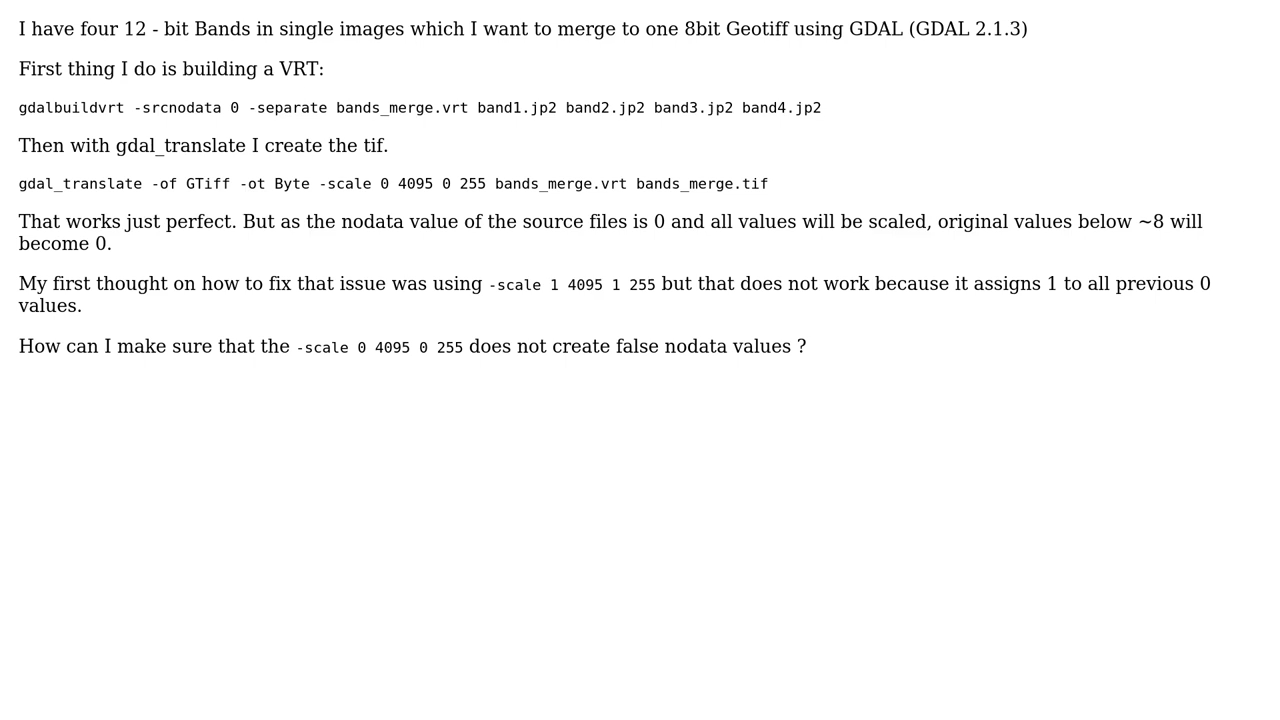 I have four 12 - bit Bands in single images which I want to merge to one 8bit Geotiff using GDAL (GDAL 2.1.3)
First thing I do is building a VRT:
gdalbuildvrt -srcnodata 0 -separate bands_merge.vrt band1.jp2 band2.jp2 band3.jp2 band4.jp2
Then with gdal_translate I create the tif.
gdal_translate -of GTiff -ot Byte -scale 0 4095 0 255 bands_merge.vrt bands_merge.tif
That works just perfect. But as the nodata value of the source files is 0 and all values will be scaled, original values below ~8 will
become 0.
My first thought on how to fix that issue was using -scale 1 4095 1 255 but that does not work because it assigns 1 to all previous 0
values.
How can I make sure that the -scale 0 4095 0 255 does not create false nodata values ?